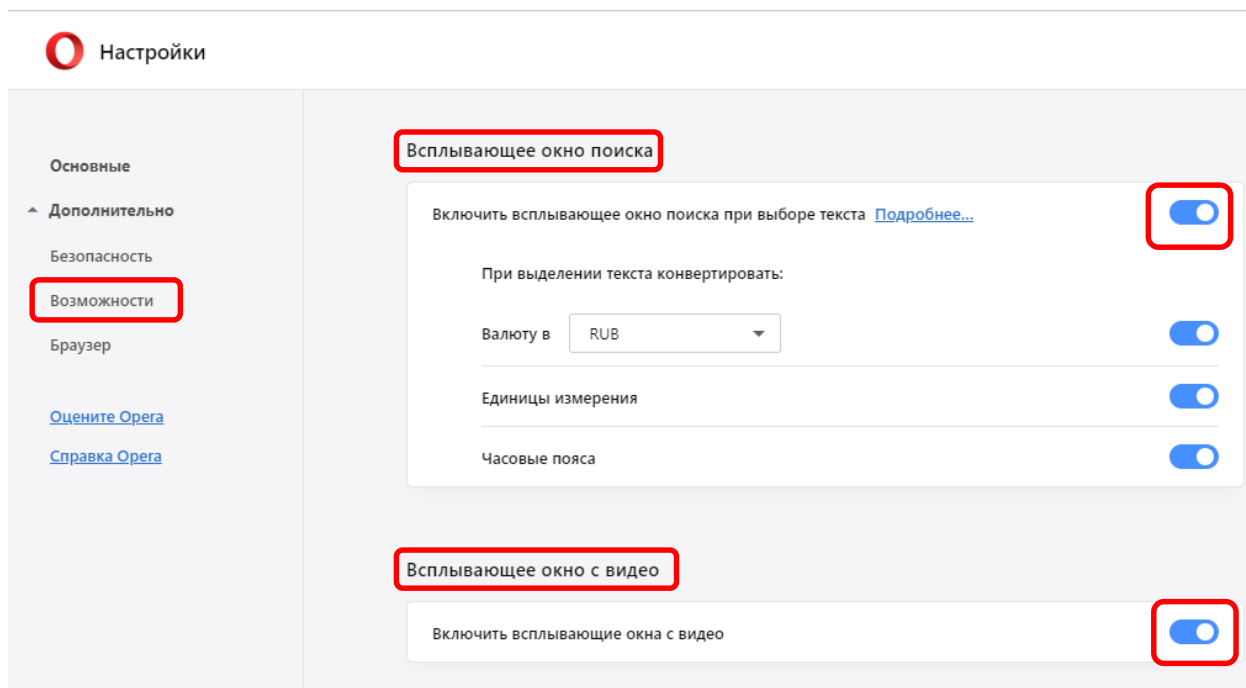 Настройки
Основные
Дополнительно
Безопасность
Возможности
Браузер
Оцените Opera
Справка Opera
Всплывающее окно поиска
Включить всплывающее окно поиска при выборе текста Подробнее...
При выделении текста конвертировать:
Валюту в RUB
Единицы измерения
Часовые пояса
Всплывающее окно с видео
Включить всплывающие окна с видео